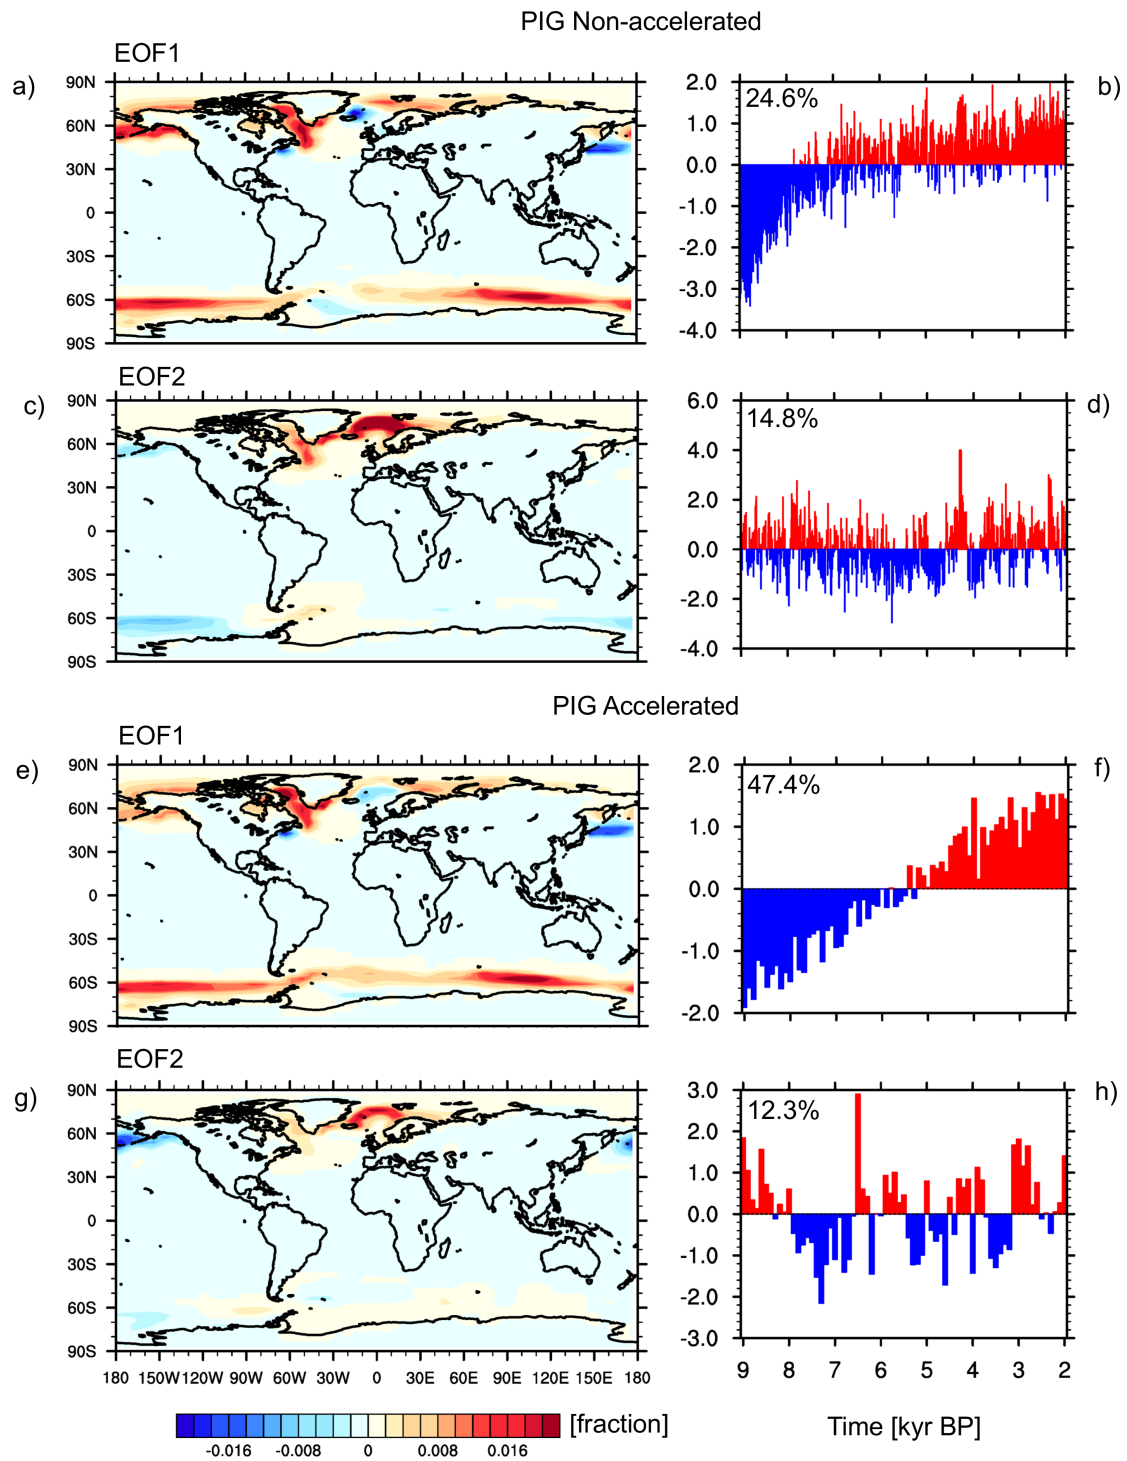 PIG Non-accelerated
EOF1
a)
90N
60N
30N
0
30S
60S
90S
24.6%
2.0
1.0
0.0
-1.0
-2.0
-3.0
-4.0
b)
EOF2
c)
90N
60N
30N
0
30S
60S
90S
14.8%
6.0
4.0
2.0
0.0
-2.0
-4.0
d)
PIG Accelerated
EOF1
e)
90N
60N
30N
0
30S
60S
90S
47.4%
2.0
1.0
0.0
-1.0
-2.0
f)
EOF2
g)
90N
60N
30N
0
30S
60S
90S
180 150W 120W 90W 60W 30W 0 30E 60E 90E 120E 150E 180
12.3%
3.0
2.0
1.0
0.0
-1.0
-2.0
-3.0
h)
9 8 7 6 5 4 3 2
Time [kyr BP]
[fraction]
-0.016 -0.008 0 0.008 0.016